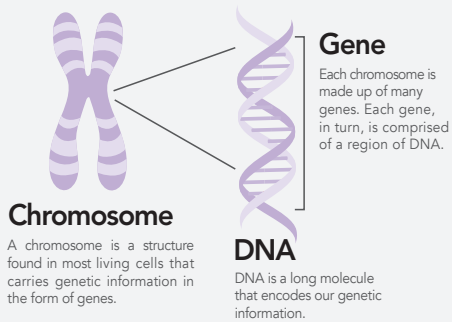 Gene
Each chromosome is
made up of many
genes. Each gene,
in turn, is comprised
of a region of DNA.
Chromosome
A chromosome is a structure
found in most living cells that
carries genetic information in
the form of genes.
DNA
DNA is a long molecule
that encodes our genetic
information.